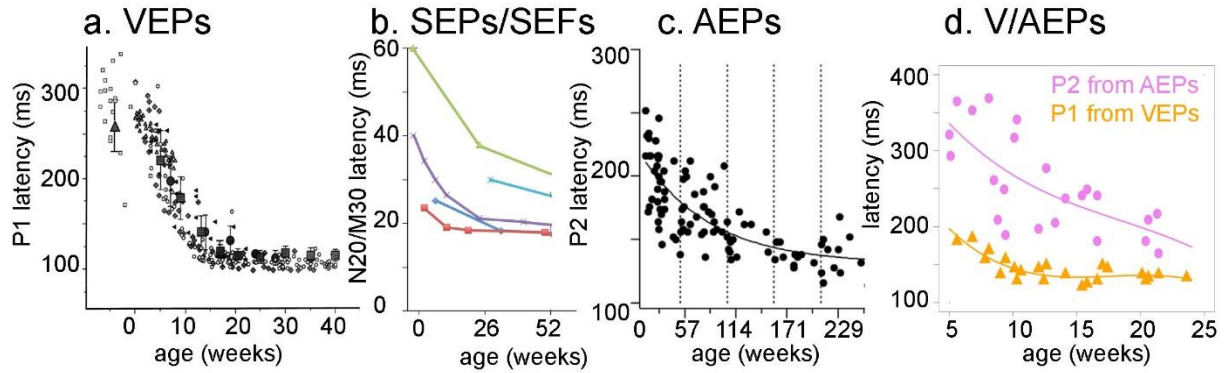 a. VEPs
P1 latency (ms)
300
200
100
0 10 20 30 40
age (weeks)
b. SEPs/SEFs
N20/M30 latency (ms)
60
40
20
0
0 26 52
age (weeks)
c. AEPs
P2 latency (ms)
300
200
100
0 57 114 171 229
age (weeks)
d. V/AEPs
latency (ms)
400
300
200
100
P2 from AEPs
P1 from VEPs
5 10 15 20 25
age (weeks)